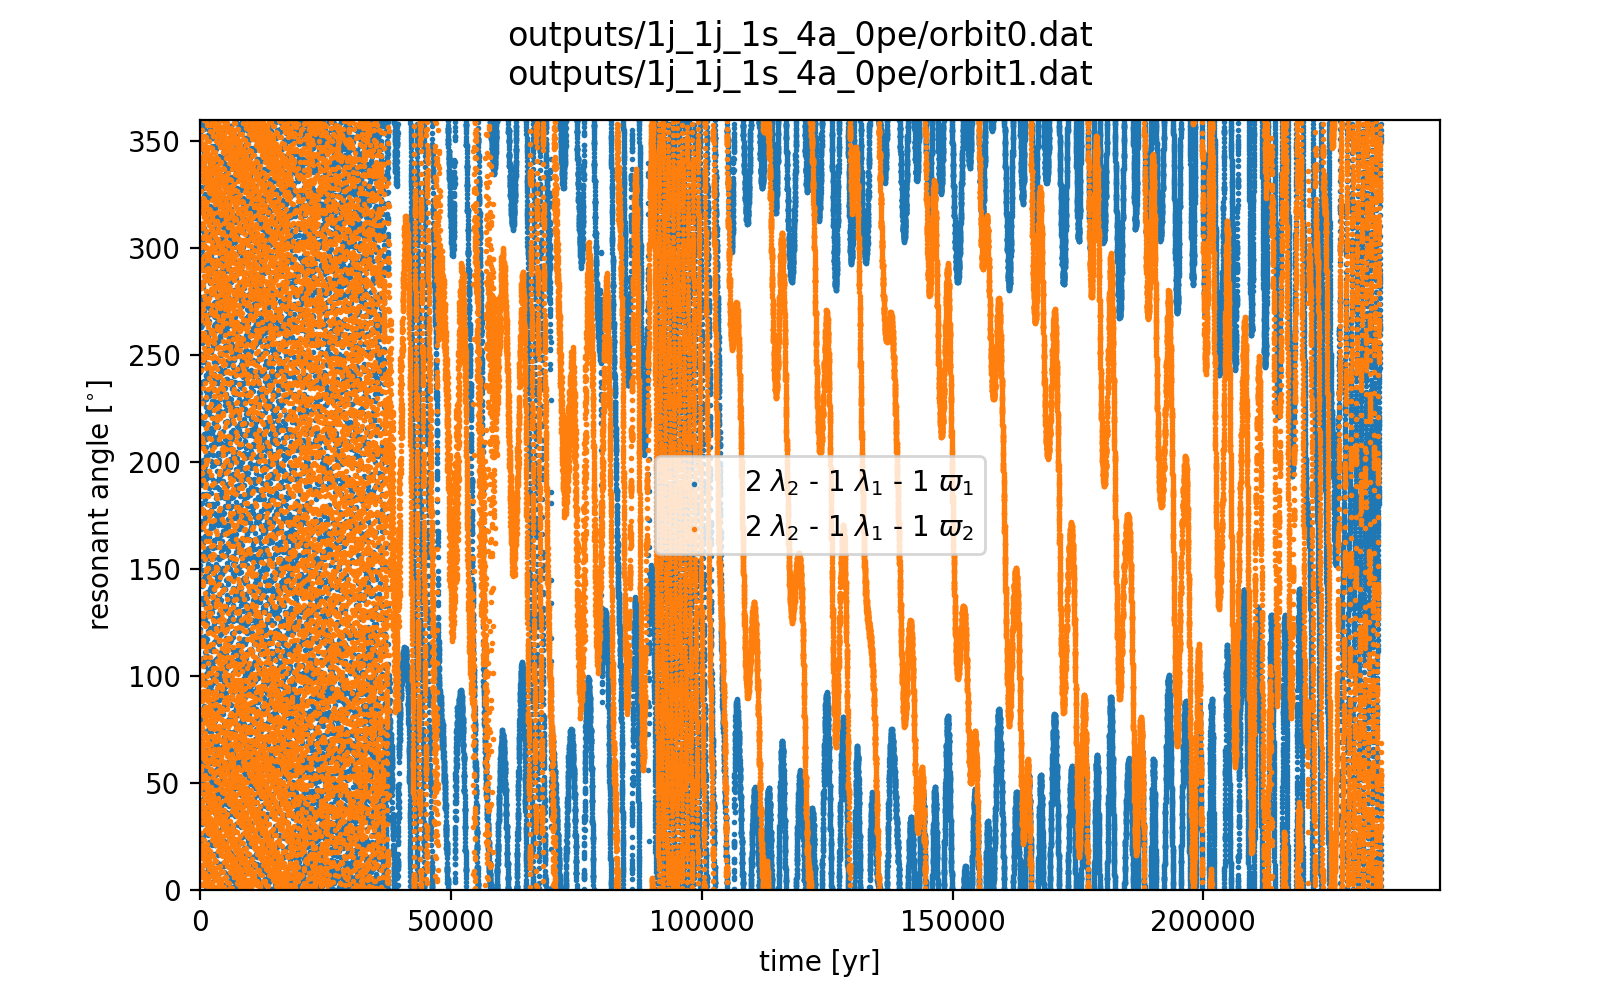 outputs/1j_1j_1s_4a_0pe/orbit0.dat
outputs/1j_1j_1s_4a_0pe/orbit1.dat
350
300
250
200
150
100
50
0
resonant angle [°]
2 λ₂ - 1 λ₁ - 1 ϖ₁
2 λ₂ - 1 λ₁ - 1 ϖ₂
0 50000 100000 150000 200000
time [yr]